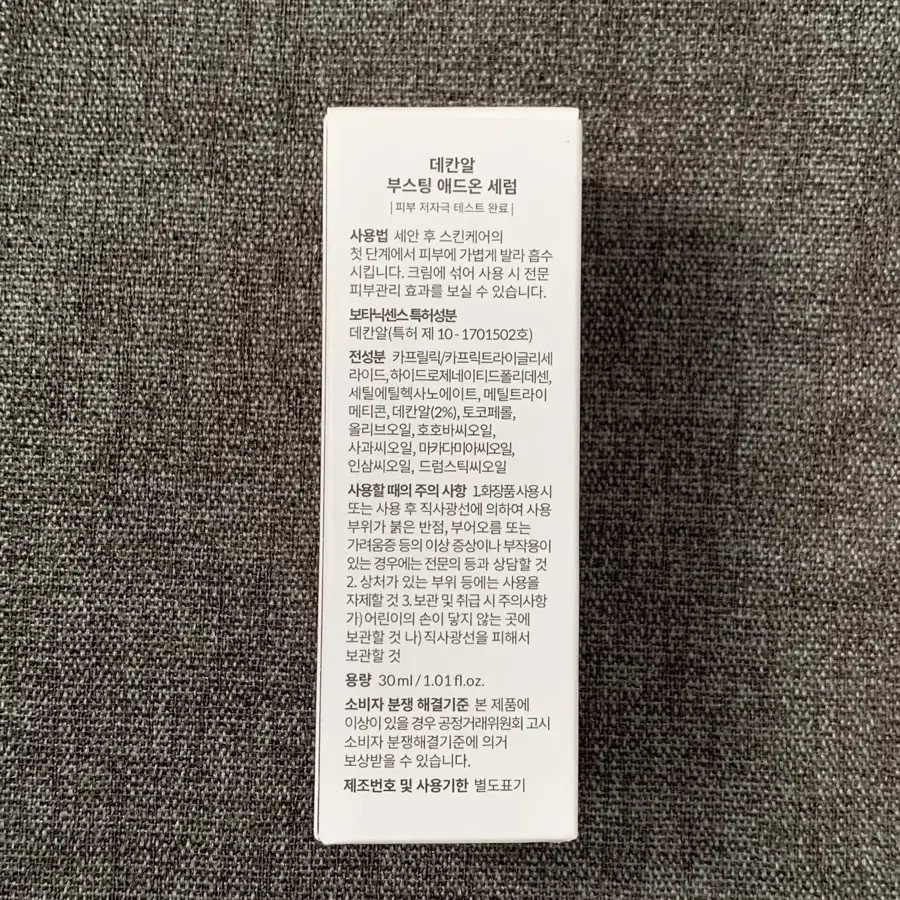 데칸알
부스팅 애드온 세럼
| 피부 저자극 테스트 완료 |
사용법 세안 후 스킨케어의
첫 단계에서 피부에 가볍게 발라 흡수
시킵니다. 크림에 섞어 사용 시 전문
피부관리 효과를 보실 수 있습니다.
보타닉센스 특허성분
데칸알(특허 제 10-1701502호)
전성분 카프릴릭/카프릭트라이글리세
라이드, 하이드로제네이티드폴리데센,
세틸에틸헥사노에이트, 메틸트라이
메티콘, 데칸알(2%), 토코페롤,
올리브오일, 호호바씨오일,
사과씨오일, 마카다미아씨오일,
인삼씨오일, 드럼스틱씨오일
사용할 때의 주의 사항 1.화장품 사용 시
또는 사용 후 직사광선에 의하여 사용
부위가 붉은 반점, 부어오름 또는
가려움증 등의 이상 증상이나 부작용이
있는 경우에는 전문의 등과 상담할 것
2. 상처가 있는 부위 등에는 사용을
자제할 것 3. 보관 및 취급 시 주의사항
가) 어린이의 손이 닿지 않는 곳에
보관할 것 나) 직사광선을 피해서
보관할 것
용량 30ml / 1.01 fl.oz.
소비자 분쟁 해결기준 본 제품에
이상이 있을 경우 공정거래위원회 고시
소비자 분쟁해결기준에 의거
보상받을 수 있습니다.
제조번호 및 사용기한 별도표기